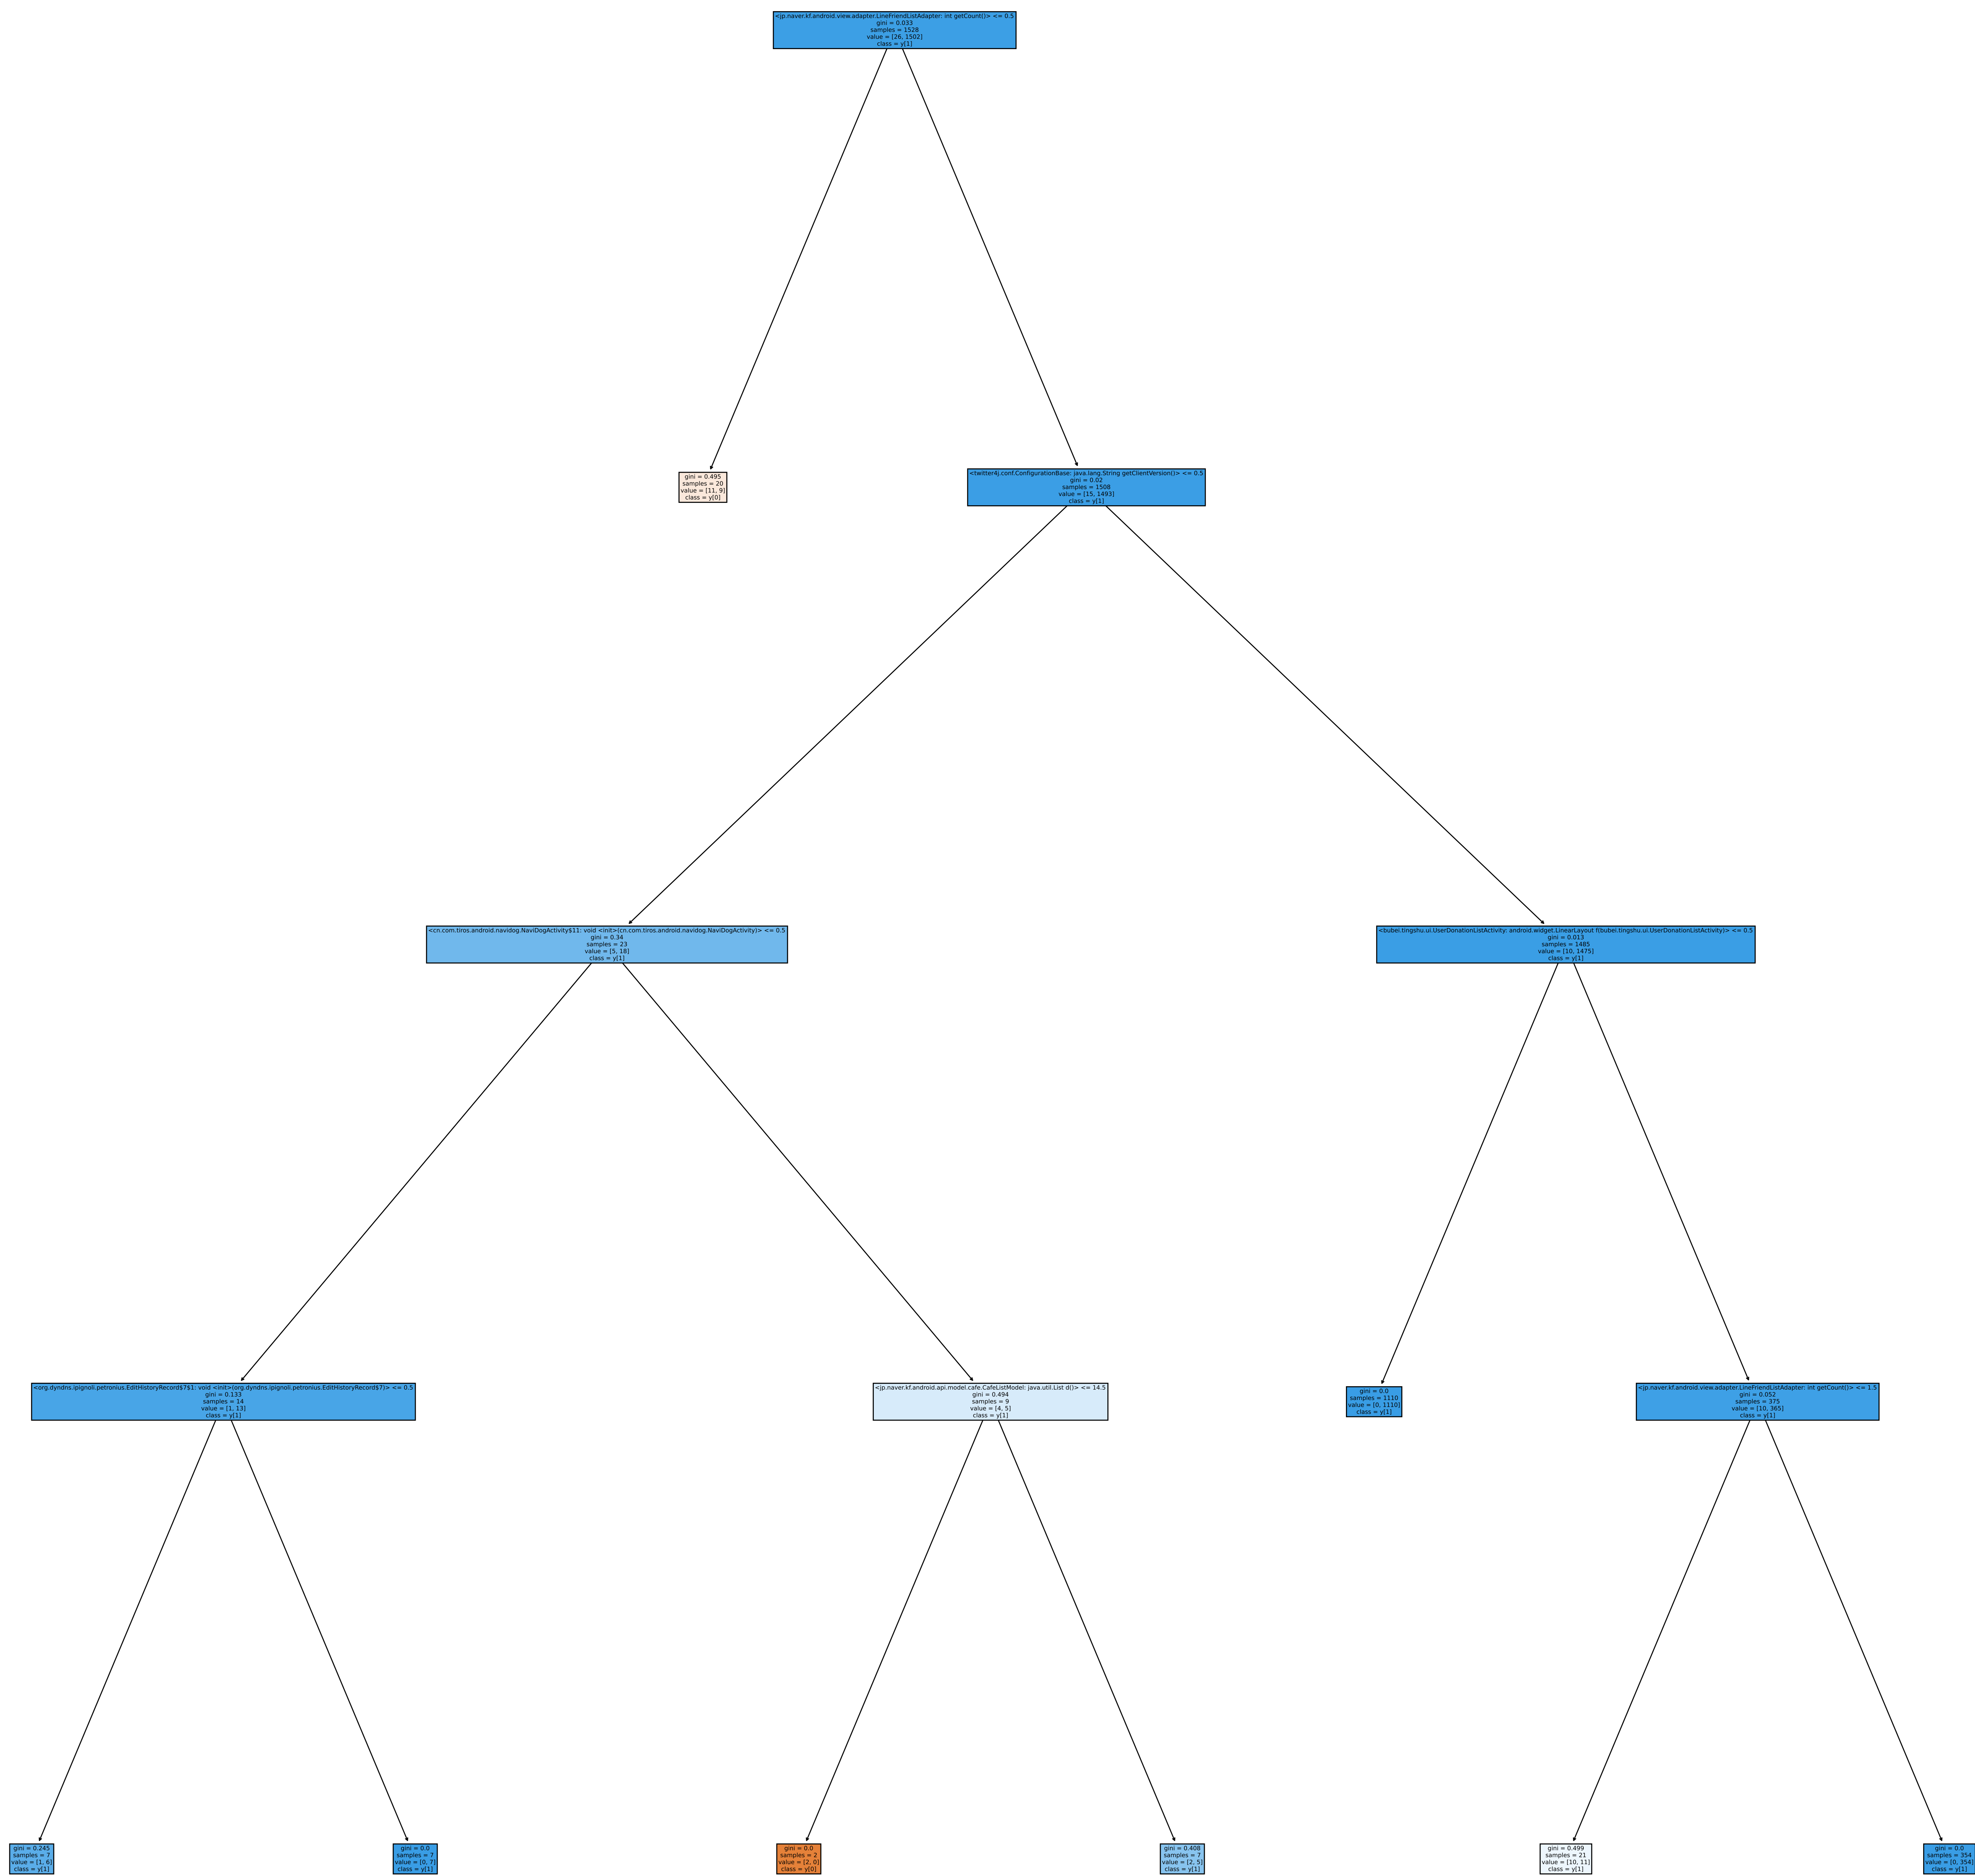 <jp.naver.kf.android.view.adapter.LineFriendListAdapter: int getCount()> <= 0.5
gini = 0.033
samples = 1528
value = [26, 1502]
class = y[1]
gini = 0.495
samples = 20
value = [11, 9]
class = y[0]
<twitter4j.conf.ConfigurationBase: java.lang.String getClientVersion()> <= 0.5
gini = 0.02
samples = 1508
value = [15, 1493]
class = y[1]
<cn.com.tiros.android.navidog.NaviDogActivity$11: void <init>(cn.com.tiros.android.navidog.NaviDogActivity)> <= 0.5
gini = 0.34
samples = 23
value = [5, 18]
class = y[1]
<bubei.tingshu.ui.UserDonationListActivity: android.widget.LinearLayout f(bubei.tingshu.ui.UserDonationListActivity)> <= 0.5
gini = 0.013
samples = 1485
value = [10, 1475]
class = y[1]
<org.dyndns.ipignoli.petronius.EditHistoryRecord$7$1: void <init>(org.dyndns.ipignoli.petronius.EditHistoryRecord$7)> <= 0.5
gini = 0.133
samples = 14
value = [1, 13]
class = y[1]
<jp.naver.kf.android.api.model.cafe.CafeListModel: java.util.List d()> <= 14.5
gini = 0.494
samples = 9
value = [4, 5]
class = y[1]
gini = 0.0
samples = 1110
value = [0, 1110]
class = y[1]
<jp.naver.kf.android.view.adapter.LineFriendListAdapter: int getCount()> <= 1.5
gini = 0.052
samples = 375
value = [10, 365]
class = y[1]
gini = 0.245
samples = 7
value = [1, 6]
class = y[1]
gini = 0.0
samples = 7
value = [0, 7]
class = y[1]
gini = 0.0
samples = 2
value = [2, 0]
class = y[0]
gini = 0.408
samples = 7
value = [2, 5]
class = y[1]
gini = 0.499
samples = 21
value = [10, 11]
class = y[1]
gini = 0.0
samples = 354
value = [0, 354]
class = y[1]